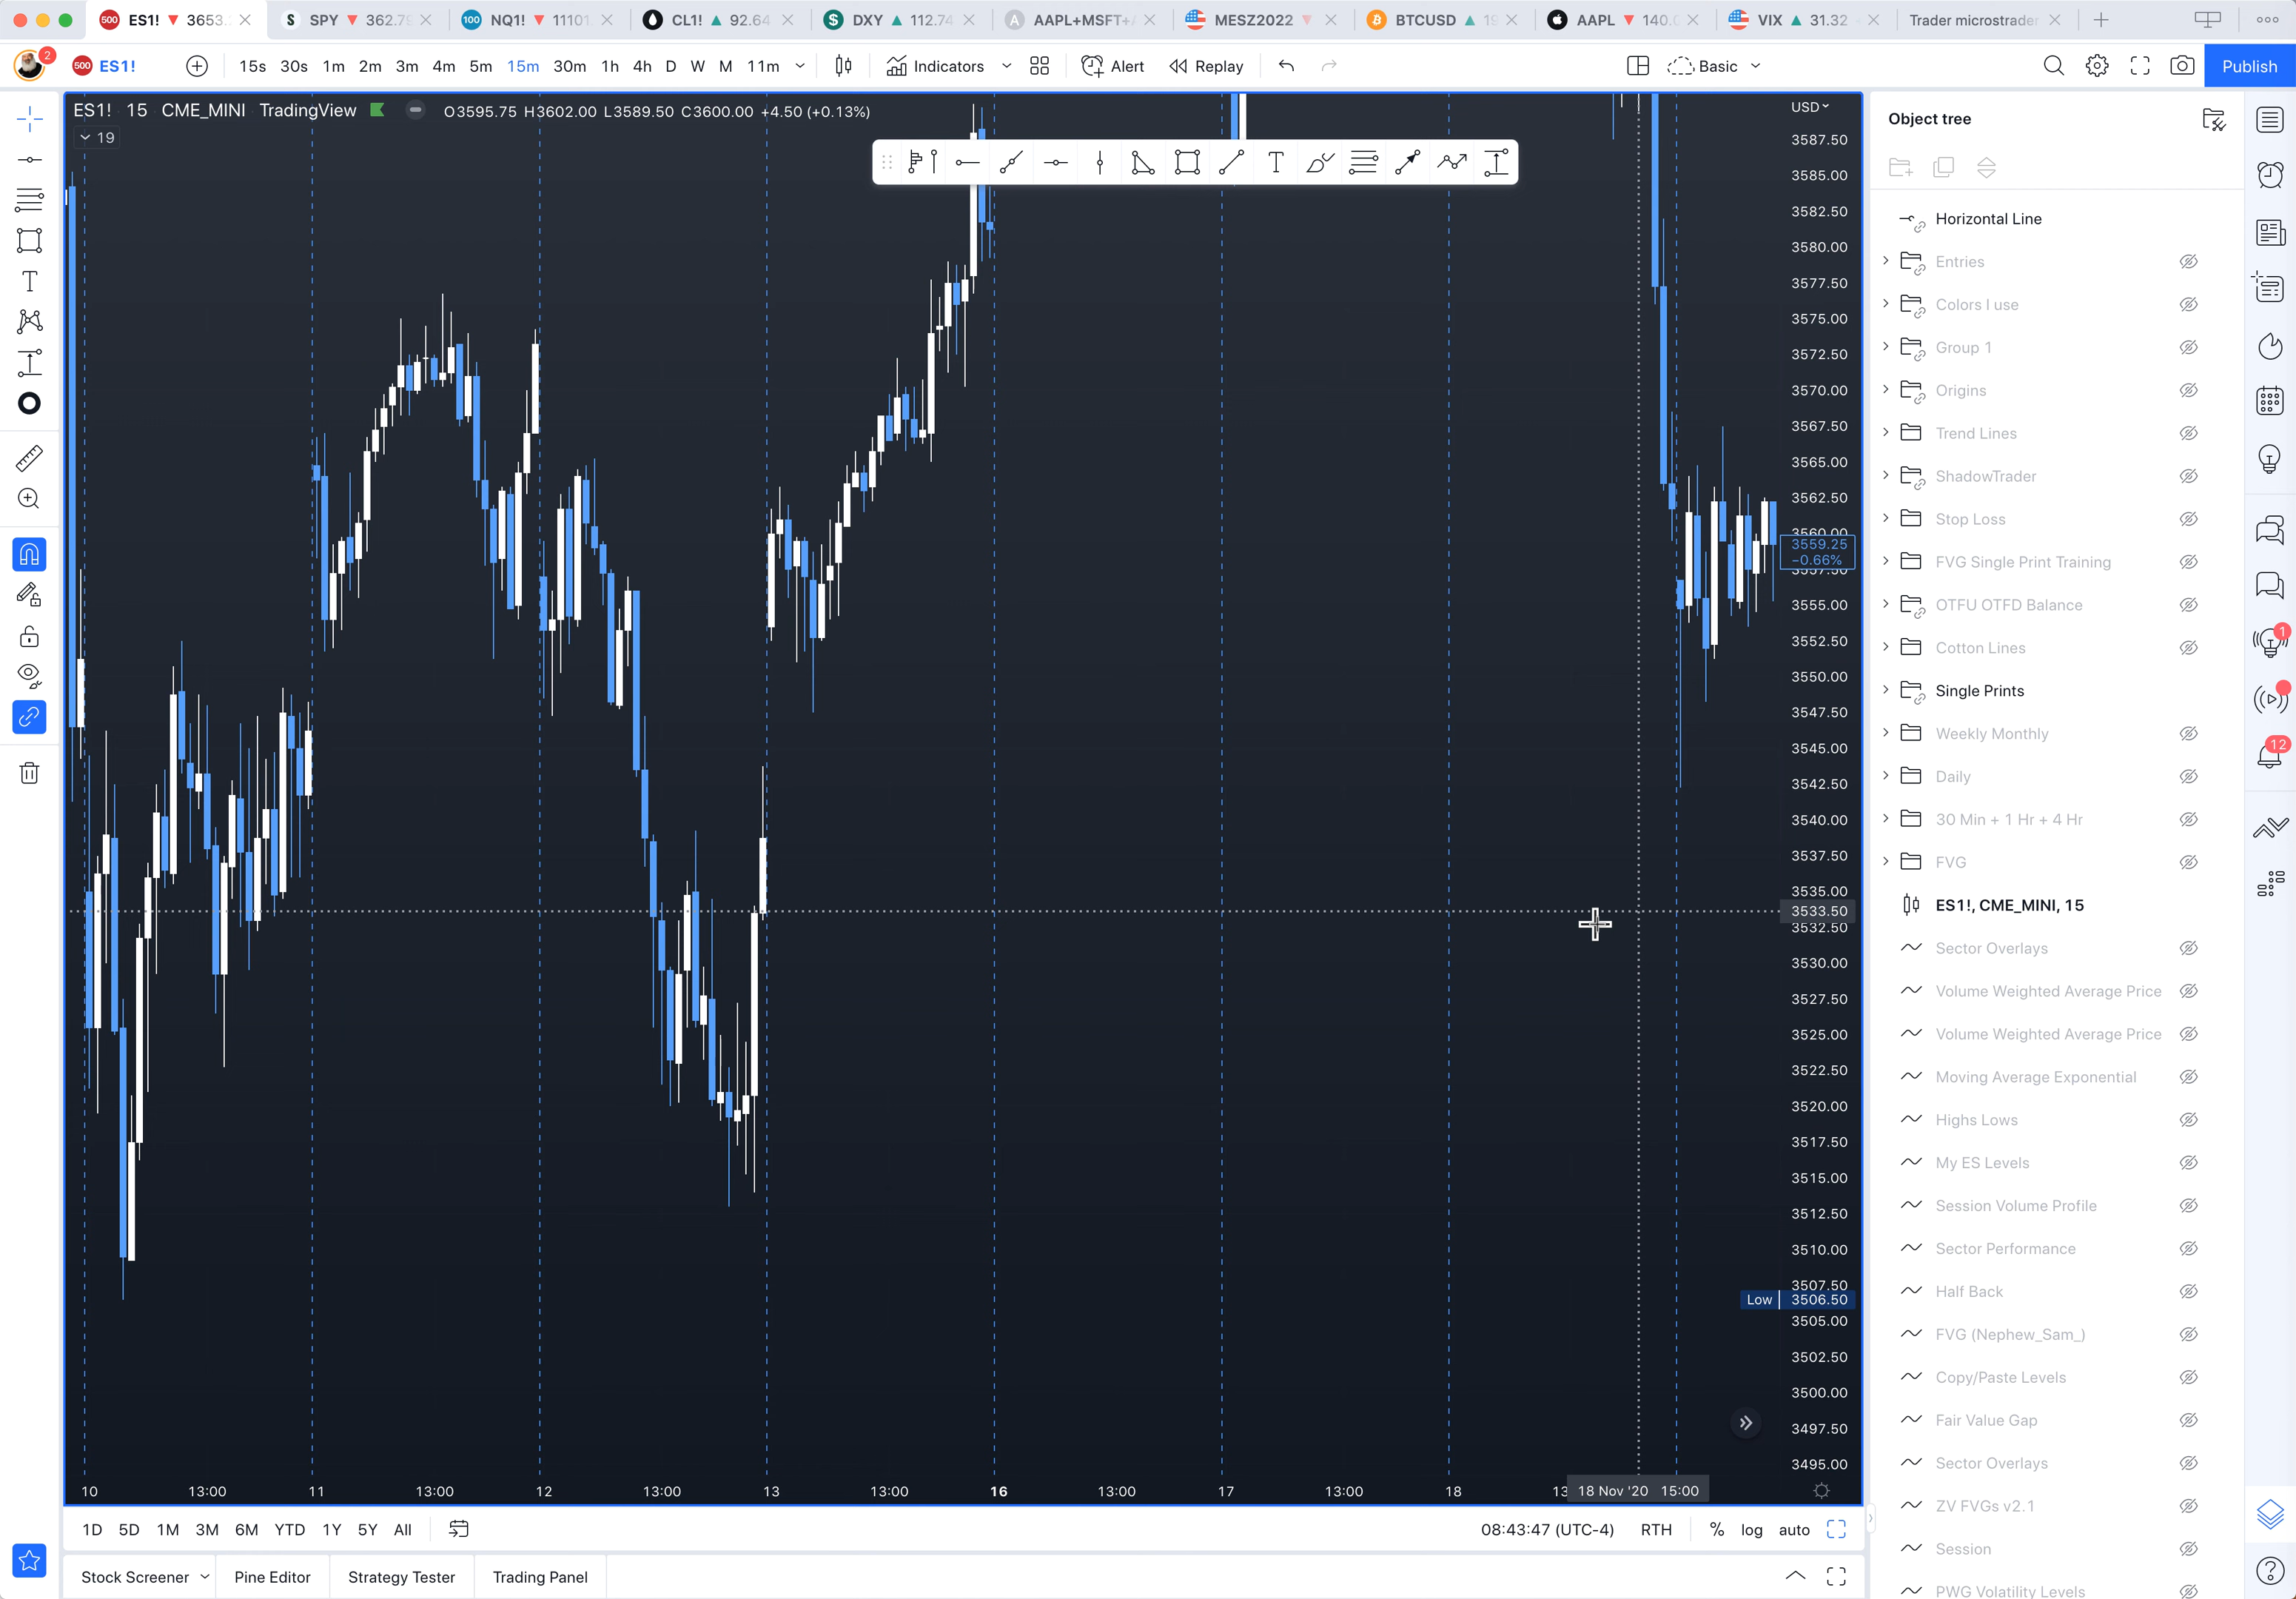 ES1! ▼ 3653.
S SPY ▼ 362.79
100 NQ1! ▼ 11101.
CL1! ▲ 92.64
$ DXY ▲ 112.74
A AAPL+MSFT+
MESZ2022 ▼
BTCUSD ▲ 19
AAPL ▼ 140.
VIX ▲ 31.32
Trader microstrader
2 500 ES1! 15s 30s 1m 2m 3m 4m 5m 15m 30m 1h 4h D W M 11m Indicators Alert Replay Basic Publish
ES1! 15 CME_MINI TradingView O3595.75 H3602.00 L3589.50 C3600.00 +4.50 (+0.13%)
19
USD
3587.50
3585.00
3582.50
3580.00
3577.50
3575.00
3572.50
3570.00
3567.50
3565.00
3562.50
3560.00
3559.25
−0.66%
3557.50
3555.00
3552.50
3550.00
3547.50
3545.00
3542.50
3540.00
3537.50
3535.00
3533.50
3532.50
3530.00
3527.50
3525.00
3522.50
3520.00
3517.50
3515.00
3512.50
3510.00
3507.50
Low 3506.50
3505.00
3502.50
3500.00
3497.50
3495.00
10 13:00 11 13:00 12 13:00 13 13:00 16 13:00 17 13:00 18 13 18 Nov '20 15:00
1D 5D 1M 3M 6M YTD 1Y 5Y All 08:43:47 (UTC-4) RTH % log auto
Stock Screener Pine Editor Strategy Tester Trading Panel
Object tree
Horizontal Line
Entries
Colors I use
Group 1
Origins
Trend Lines
ShadowTrader
Stop Loss
FVG Single Print Training
OTFU OTFD Balance
Cotton Lines
Single Prints
Weekly Monthly
Daily
30 Min + 1 Hr + 4 Hr
FVG
ES1!, CME_MINI, 15
Sector Overlays
Volume Weighted Average Price
Volume Weighted Average Price
Moving Average Exponential
Highs Lows
My ES Levels
Session Volume Profile
Sector Performance
Half Back
FVG (Nephew_Sam_)
Copy/Paste Levels
Fair Value Gap
Sector Overlays
ZV FVGs v2.1
Session
PWG Volatility Levels
1
12